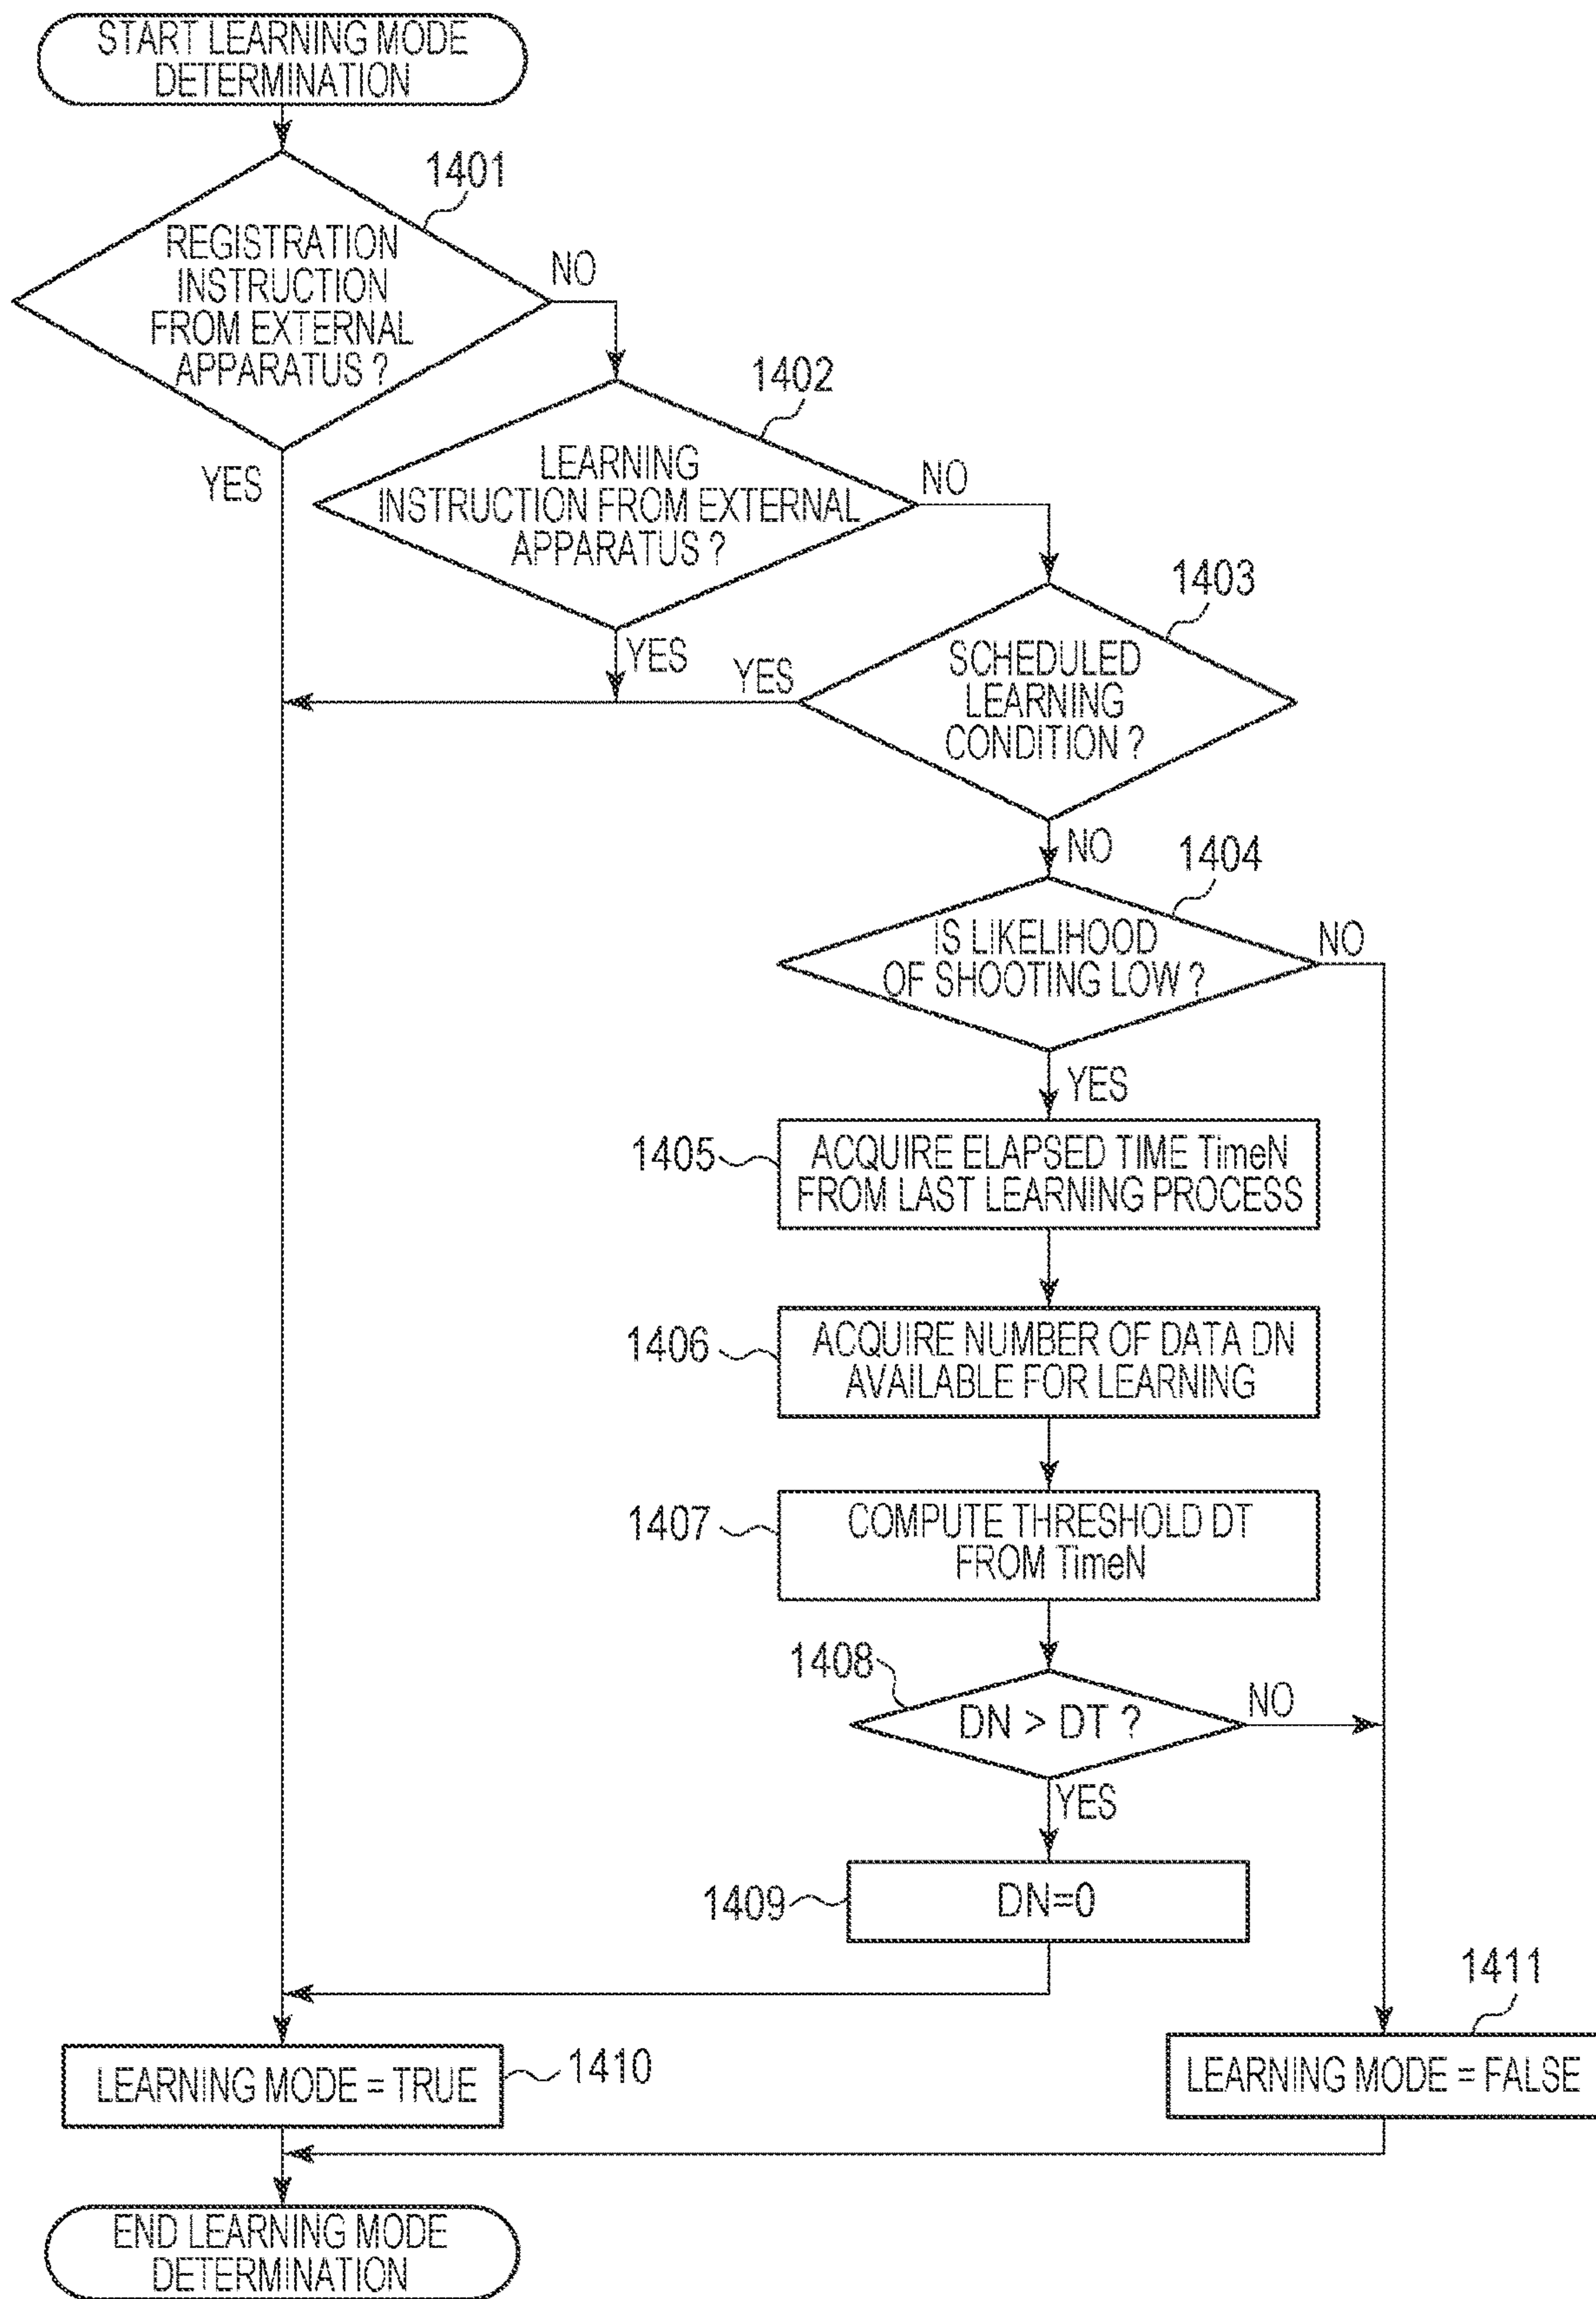 START LEARNING MODE
DETERMINATION
1401
REGISTRATION
INSTRUCTION
FROM EXTERNAL
APPARATUS ?
NO
YES
1402
LEARNING
INSTRUCTION FROM EXTERNAL
APPARATUS ?
NO
YES
1403
SCHEDULED
LEARNING
CONDITION ?
YES
NO
1404
IS LIKELIHOOD
OF SHOOTING LOW ?
NO
YES
1405
ACQUIRE ELAPSED TIME TimeN
FROM LAST LEARNING PROCESS
1406
ACQUIRE NUMBER OF DATA DN
AVAILABLE FOR LEARNING
1407
COMPUTE THRESHOLD DT
FROM TimeN
1408
DN > DT ?
NO
YES
1409
DN=0
1410
LEARNING MODE = TRUE
1411
LEARNING MODE = FALSE
END LEARNING MODE
DETERMINATION